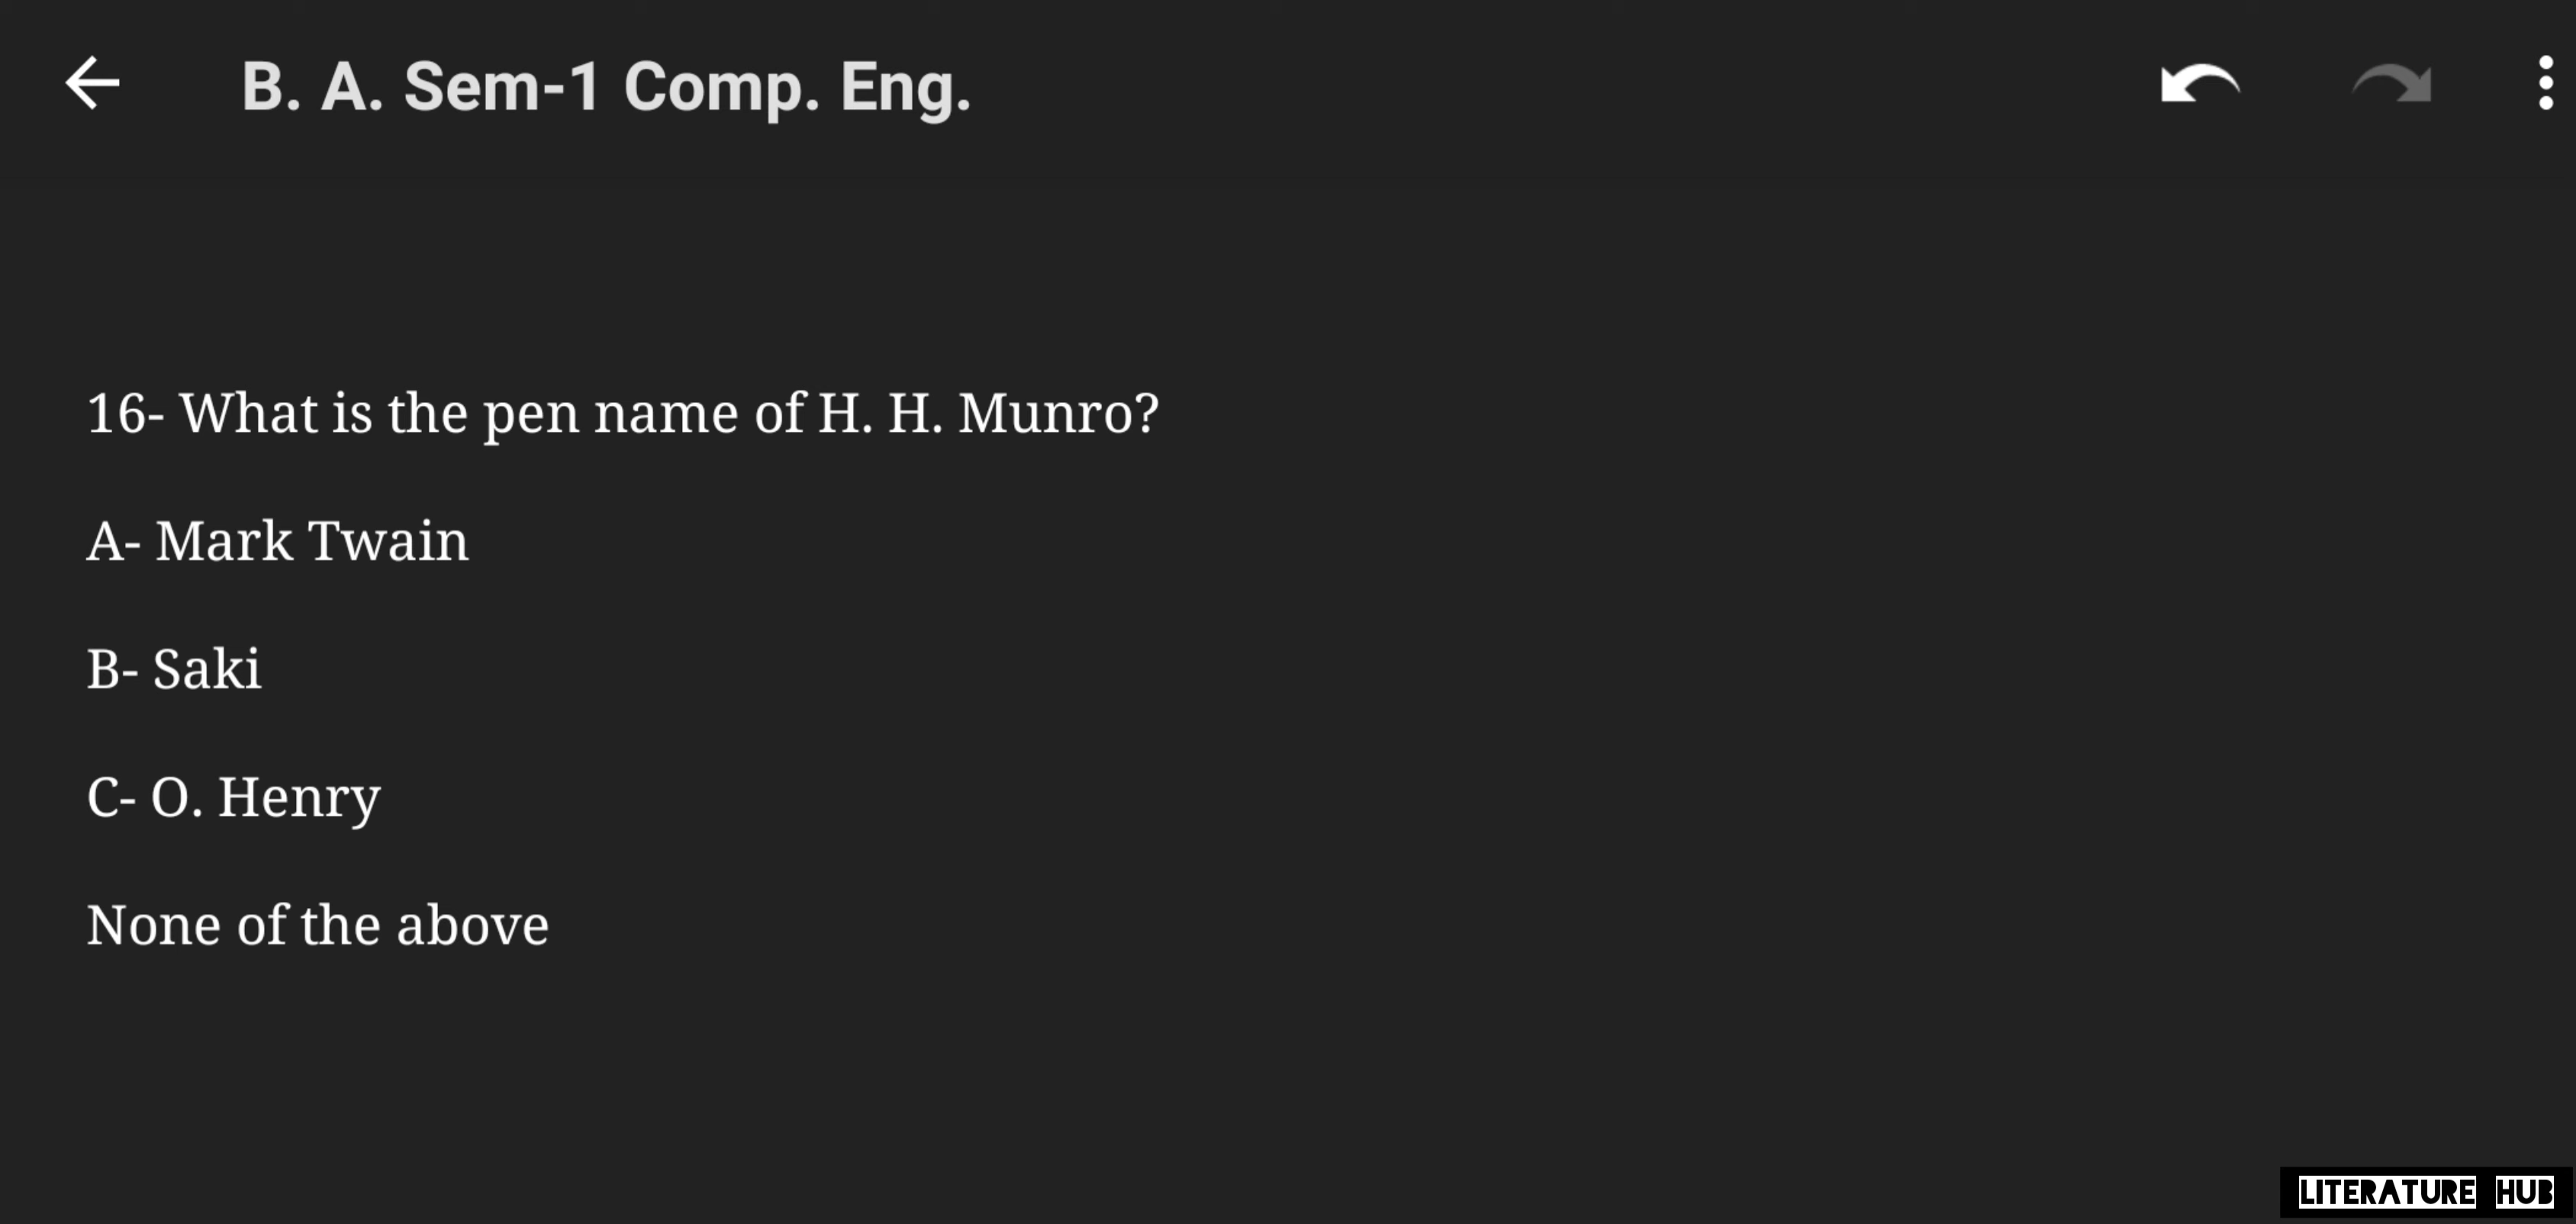 B. A. Sem-1 Comp. Eng.
16- What is the pen name of H. H. Munro?
A- Mark Twain
B- Saki
C- O. Henry
None of the above
LITERATURE HUB